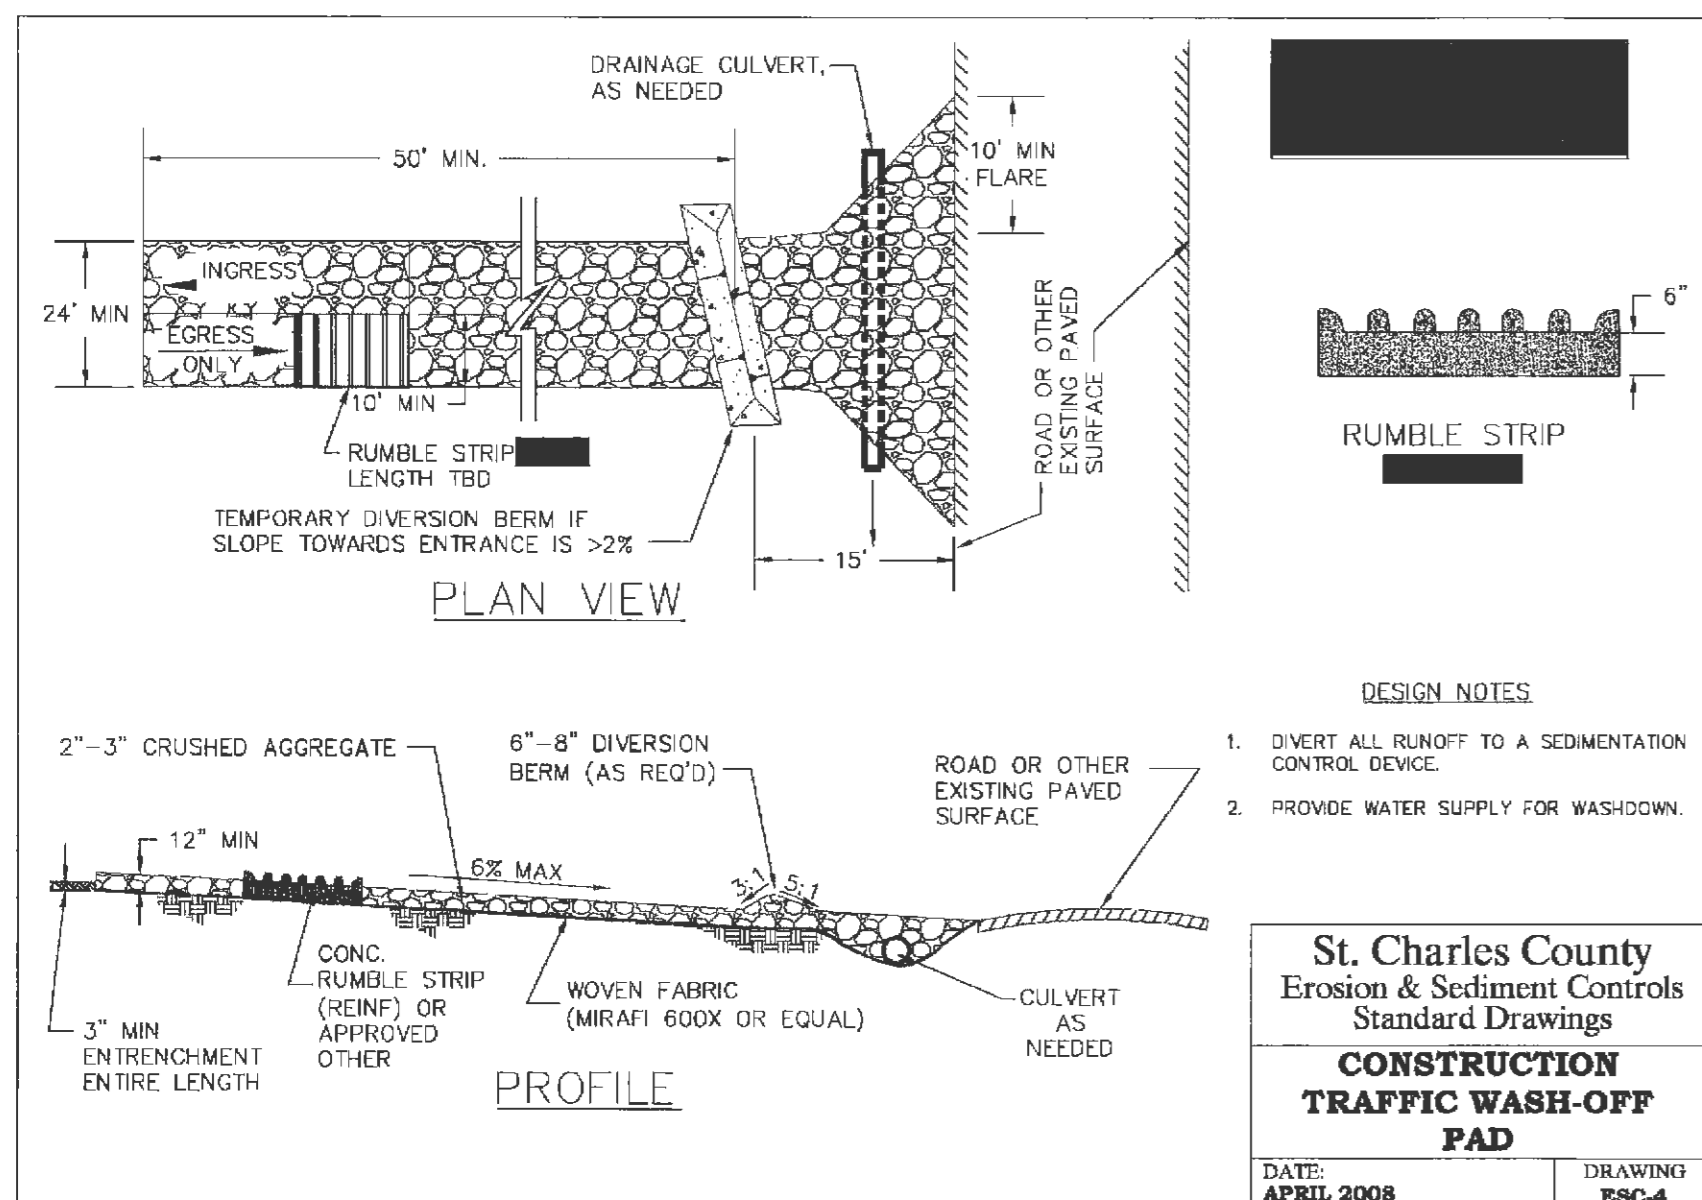 DRAINAGE CULVERT,
AS NEEDED
50' MIN.
10' MIN
FLARE
INGRESS
24' MIN
EGRESS
ONLY
10' MIN
RUMBLE STRIP
LENGTH TBD
TEMPORARY DIVERSION BERM IF
SLOPE TOWARDS ENTRANCE IS >2%
15'
ROAD OR OTHER
EXISTING PAVED
SURFACE
PLAN VIEW
6"
RUMBLE STRIP
DESIGN NOTES
1. DIVERT ALL RUNOFF TO A SEDIMENTATION
CONTROL DEVICE.
2. PROVIDE WATER SUPPLY FOR WASHDOWN.
2"-3" CRUSHED AGGREGATE
6"-8" DIVERSION
BERM (AS REQ'D)
ROAD OR OTHER
EXISTING PAVED
SURFACE
12" MIN
6% MAX
3:1
5:1
CONC.
RUMBLE STRIP
(REINF) OR
APPROVED
OTHER
WOVEN FABRIC
(MIRAFI 600X OR EQUAL)
CULVERT
AS
NEEDED
3" MIN
ENTRENCHMENT
ENTIRE LENGTH
PROFILE
St. Charles County
Erosion & Sediment Controls
Standard Drawings
CONSTRUCTION
TRAFFIC WASH-OFF
PAD
DATE:
APRIL 2008
DRAWING
ESC-4